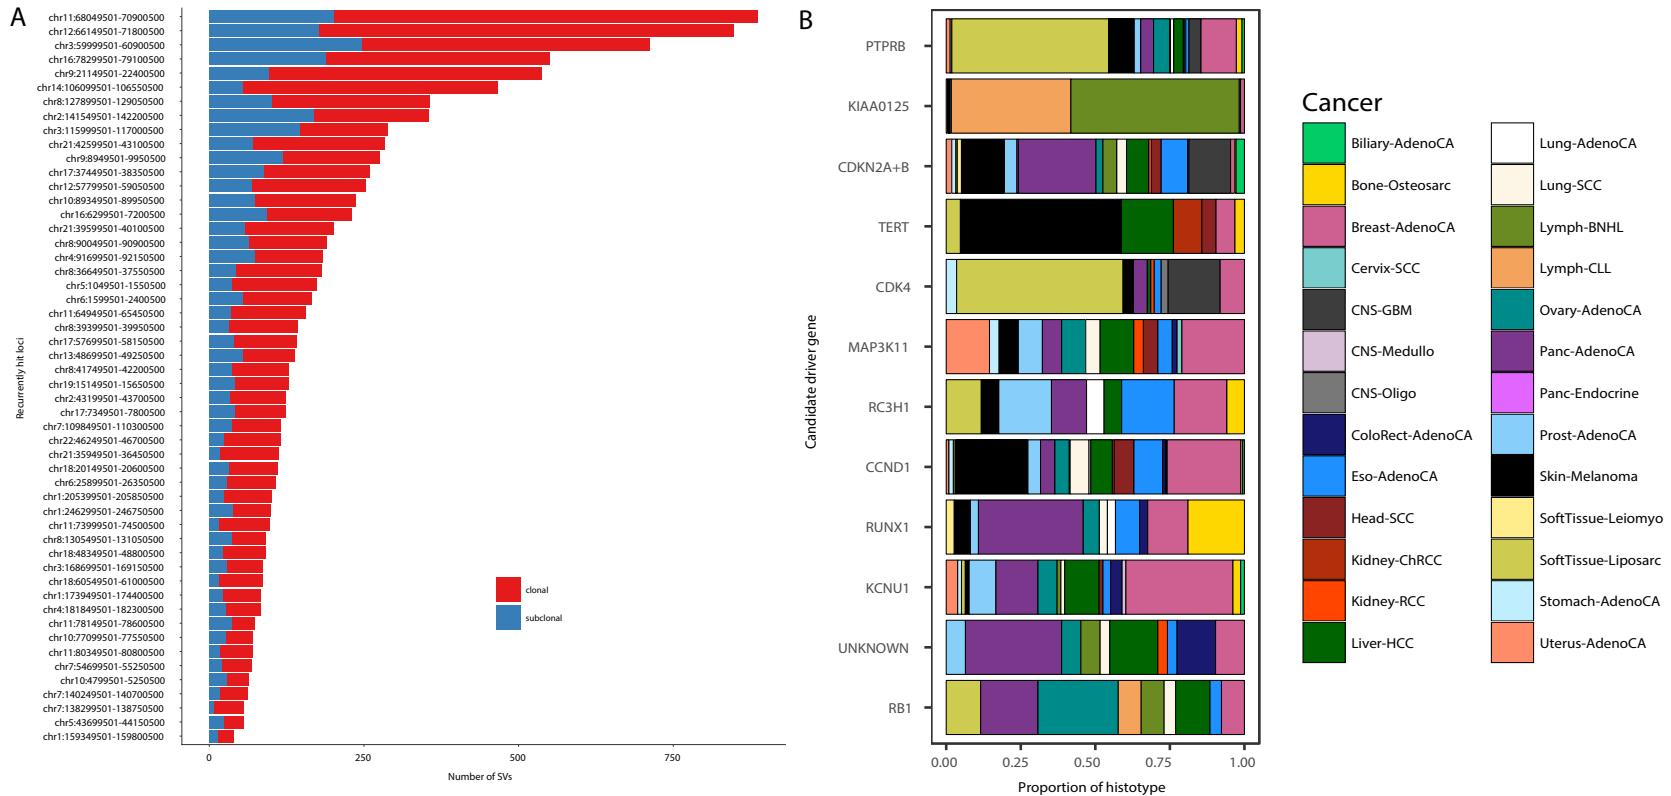 A
chr11:68049501-70900500
chr12:66149501-71800500
chr3:59999501-60900500
chr16:78299501-79100500
chr9:21149501-22400500
chr14:106099501-106550500
chr8:127899501-129050500
chr2:141549501-142200500
chr3:115999501-117000500
chr21:42599501-43100500
chr9:8949501-9950500
chr17:37449501-38350500
chr12:57799501-59050500
chr10:89349501-89950500
chr16:6299501-7200500
chr21:39599501-40100500
chr8:90049501-90900500
chr4:91699501-92150500
chr8:36649501-37550500
chr5:1049501-1550500
chr6:1599501-2400500
chr11:64949501-65450500
chr8:39399501-39950500
chr17:57699501-58150500
chr13:48699501-49250500
chr8:41749501-42200500
chr19:15149501-15650500
chr2:43199501-43700500
chr17:7349501-7800500
chr7:109849501-110300500
chr22:46249501-46700500
chr21:35949501-36450500
chr18:20149501-20600500
chr6:25899501-26350500
chr1:205399501-205850500
chr1:246299501-246750500
chr11:73999501-74500500
chr8:130549501-131050500
chr18:48349501-48800500
chr3:168699501-169150500
chr18:60549501-61000500
chr1:173949501-174400500
chr4:181849501-182300500
chr11:78149501-78600500
chr10:77099501-77550500
chr11:80349501-80800500
chr7:54699501-55250500
chr10:4799501-5250500
chr7:140249501-140700500
chr7:138299501-138750500
chr5:43699501-44150500
chr1:159349501-159800500
Recurrently hit loci
0 250 500 750
Number of SVs
clonal
subclonal
B
PTPRB
KIAA0125
CDKN2A+B
TERT
CDK4
MAP3K11
RC3H1
CCND1
RUNX1
KCNU1
UNKNOWN
RB1
Candidate driver gene
0.00 0.25 0.50 0.75 1.00
Proportion of histotype
Cancer
Biliary-AdenoCA
Bone-Osteosarc
Breast-AdenoCA
Cervix-SCC
CNS-GBM
CNS-Medullo
CNS-Oligo
ColoRect-AdenoCA
Eso-AdenoCA
Head-SCC
Kidney-ChRCC
Kidney-RCC
Liver-HCC
Lung-AdenoCA
Lung-SCC
Lymph-BNHL
Lymph-CLL
Ovary-AdenoCA
Panc-AdenoCA
Panc-Endocrine
Prost-AdenoCA
Skin-Melanoma
SoftTissue-Leiomyo
SoftTissue-Liposarc
Stomach-AdenoCA
Uterus-AdenoCA